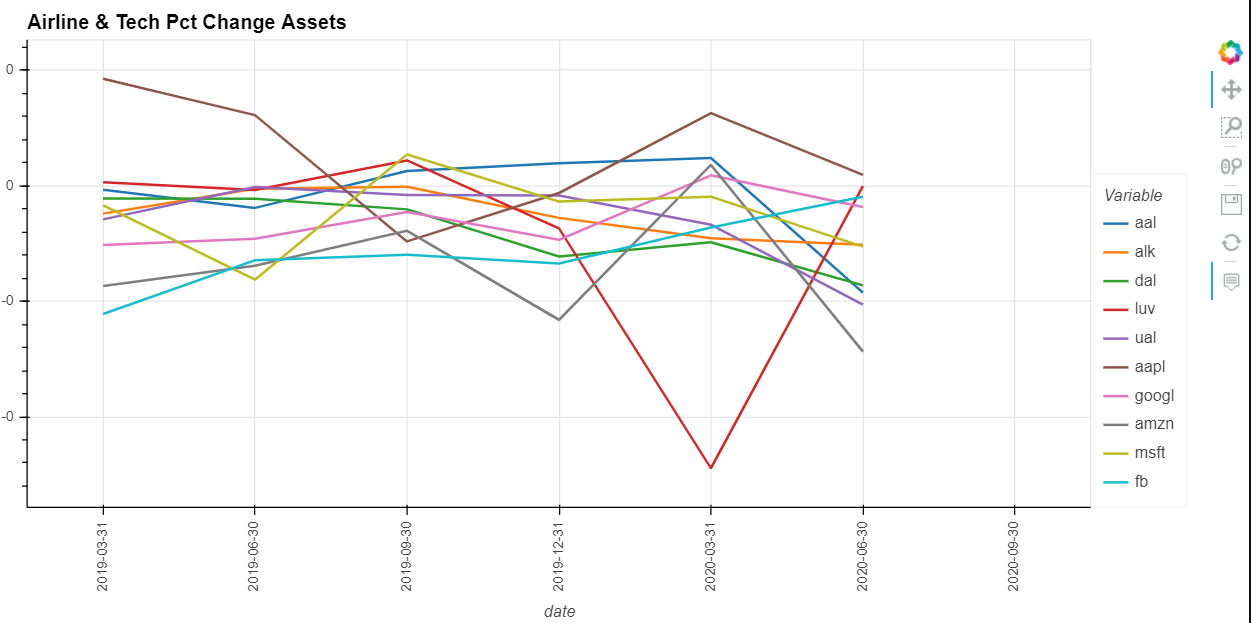 Airline & Tech Pct Change Assets
0
0
-0
-0
Variable
aal
alk
dal
luv
ual
aapl
googl
amzn
msft
fb
2019-03-31
2019-06-30
2019-09-30
2019-12-31
2020-03-31
2020-06-30
2020-09-30
date